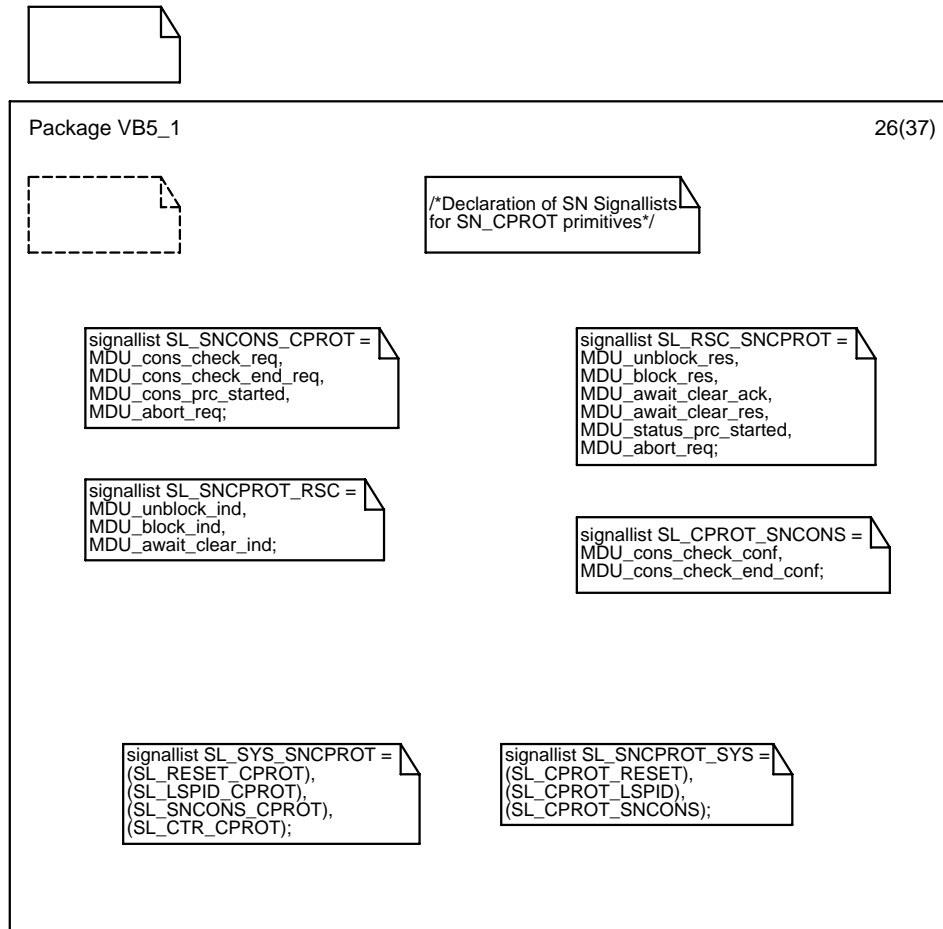 Package VB5_1
26(37)
/*Declaration of SN Signallists
for SN_CPROT primitives*/
signallist SL_SNCONS_CPROT =
MDU_cons_check_req,
MDU_cons_check_end_req,
MDU_cons_prc_started,
MDU_abort_req;
signallist SL_RSC_SNCPROT =
MDU_unblock_res,
MDU_block_res,
MDU_await_clear_ack,
MDU_await_clear_res,
MDU_status_prc_started,
MDU_abort_req;
signallist SL_SNCPROT_RSC =
MDU_unblock_ind,
MDU_block_ind,
MDU_await_clear_ind;
signallist SL_CPROT_SNCONS =
MDU_cons_check_conf,
MDU_cons_check_end_conf;
signallist SL_SYS_SNCPROT =
(SL_RESET_CPROT),
(SL_LSPID_CPROT),
(SL_SNCONS_CPROT),
(SL_CTR_CPROT);
signallist SL_SNCPROT_SYS =
(SL_CPROT_RESET),
(SL_CPROT_LSPID),
(SL_CPROT_SNCONS);